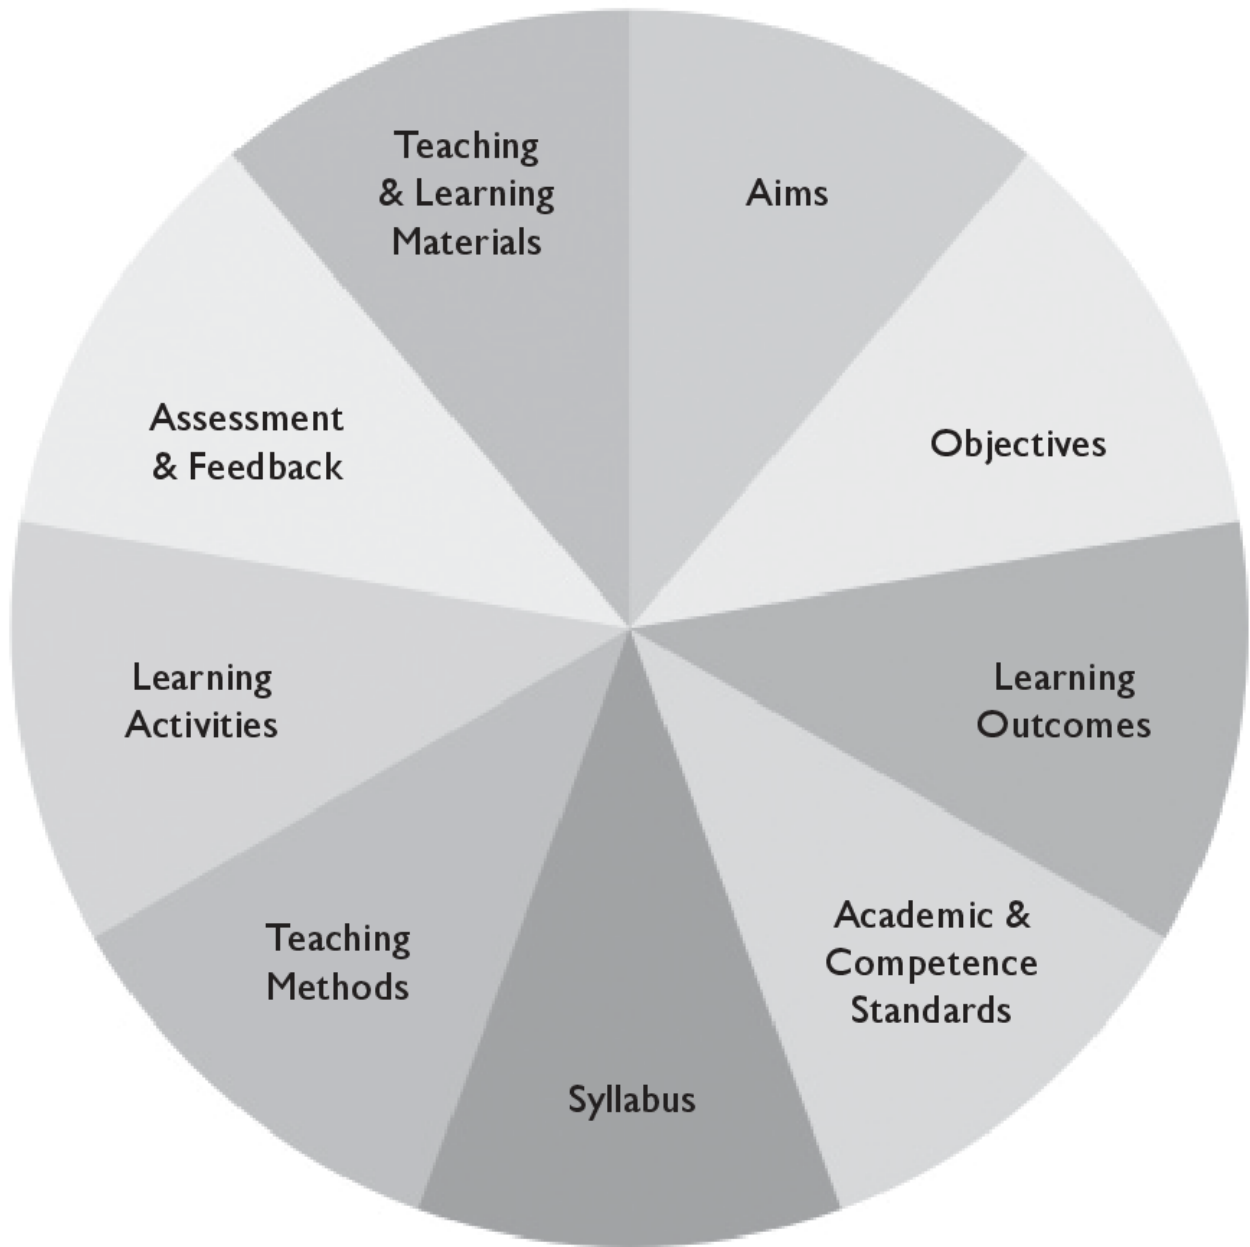 Teaching
& Learning
Materials
Aims
Objectives
Learning
Outcomes
Academic &
Competence
Standards
Syllabus
Teaching
Methods
Learning
Activities
Assessment
& Feedback